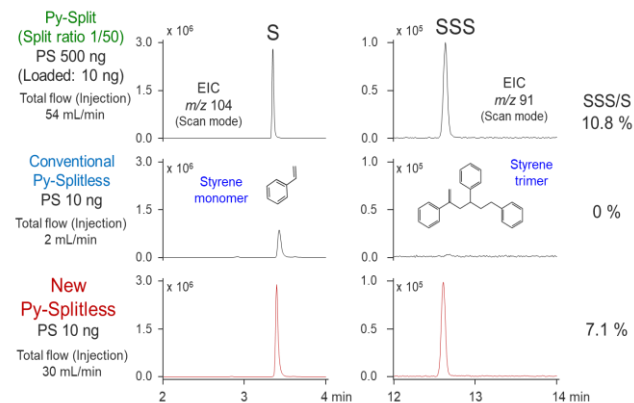 Py-Split
(Split ratio 1/50)
PS 500 ng
(Loaded: 10 ng)
Total flow (Injection)
54 mL/min
x 10⁶
S
3.0
1.5
0.0
EIC
m/z 104
(Scan mode)
x 10⁵
SSS
1.0
0.5
0.0
EIC
m/z 91
(Scan mode)
SSS/S
10.8 %
Conventional
Py-Splitless
PS 10 ng
Total flow (Injection)
2 mL/min
x 10⁶
3.0
1.5
0.0
Styrene
monomer
x 10⁵
1.0
0.5
0.0
Styrene
trimer
0 %
New
Py-Splitless
PS 10 ng
Total flow (Injection)
30 mL/min
x 10⁶
3.0
1.5
0.0
2 3 4 min
x 10⁵
1.0
0.5
0.0
12 13 14 min
7.1 %